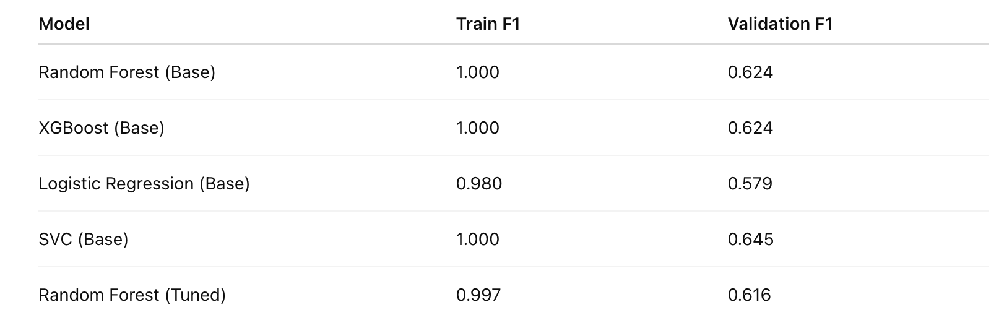 Model Train F1 Validation F1
Random Forest (Base) 1.000 0.624
XGBoost (Base) 1.000 0.624
Logistic Regression (Base) 0.980 0.579
SVC (Base) 1.000 0.645
Random Forest (Tuned) 0.997 0.616